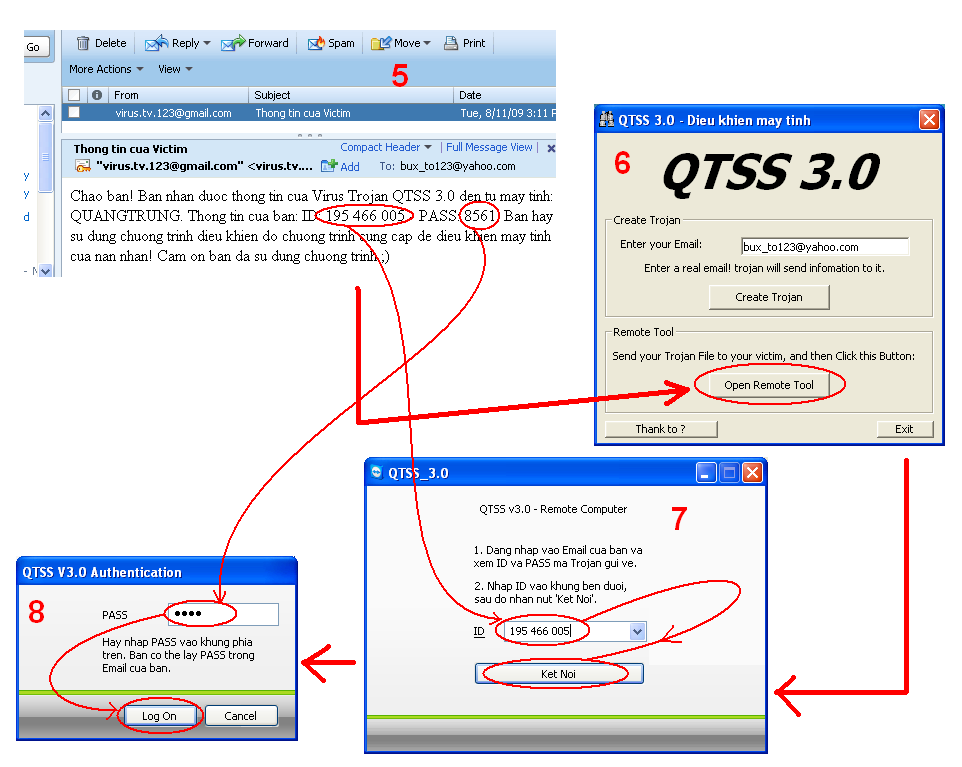 Go
Delete Reply Forward Spam Move Print
More Actions View
5
From Subject Date
virus.tv.123@gmail.com Thong tin cua Victim Tue, 8/11/09 3:11
Thong tin cua Victim Compact Header | Full Message View
"virus.tv.123@gmail.com" <virus.tv.... Add To: bux_to123@yahoo.com
Chao ban! Ban nhan duoc thong tin cua Virus Trojan QTSS 3.0 den tu may tinh:
QUANGTRUNG. Thong tin cua ban: ID: 195 466 005 PASS: 8561 Ban hay
su dung chuong trinh dieu khien do chuong trinh cung cap de dieu khien may tinh
cua nan nhan! Cam on ban da su dung chuong trinh ;)
y
y
d
QTSS 3.0 - Dieu khien may tinh
6
QTSS 3.0
Create Trojan
Enter your Email: bux_to123@yahoo.com
Enter a real email! trojan will send infomation to it.
Create Trojan
Remote Tool
Send your Trojan File to your victim, and then Click this Button:
Open Remote Tool
Thank to ? Exit
QTSS_3.0
QTSS v3.0 - Remote Computer
7
1. Dang nhap vao Email cua ban va
xem ID va PASS ma Trojan gui ve.
2. Nhap ID vao khung ben duoi,
sau do nhan nut 'Ket Noi'.
ID 195 466 005
Ket Noi
QTSS V3.0 Authentication
8
PASS ••••
Hay nhap PASS vao khung phia
tren. Ban co the lay PASS trong
Email cua ban.
Log On Cancel